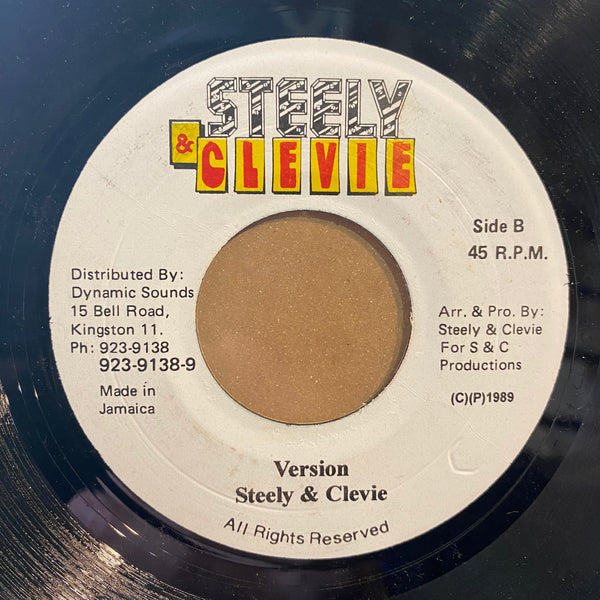 STEELY
& CLEVIE
Side B
45 R.P.M.
Distributed By:
Dynamic Sounds
15 Bell Road,
Kingston 11.
Ph: 923-9138
923-9138-9
Made in
Jamaica
Arr. & Pro. By:
Steely & Clevie
For S & C
Productions
(C)(P)1989
Version
Steely & Clevie
All Rights Reserved